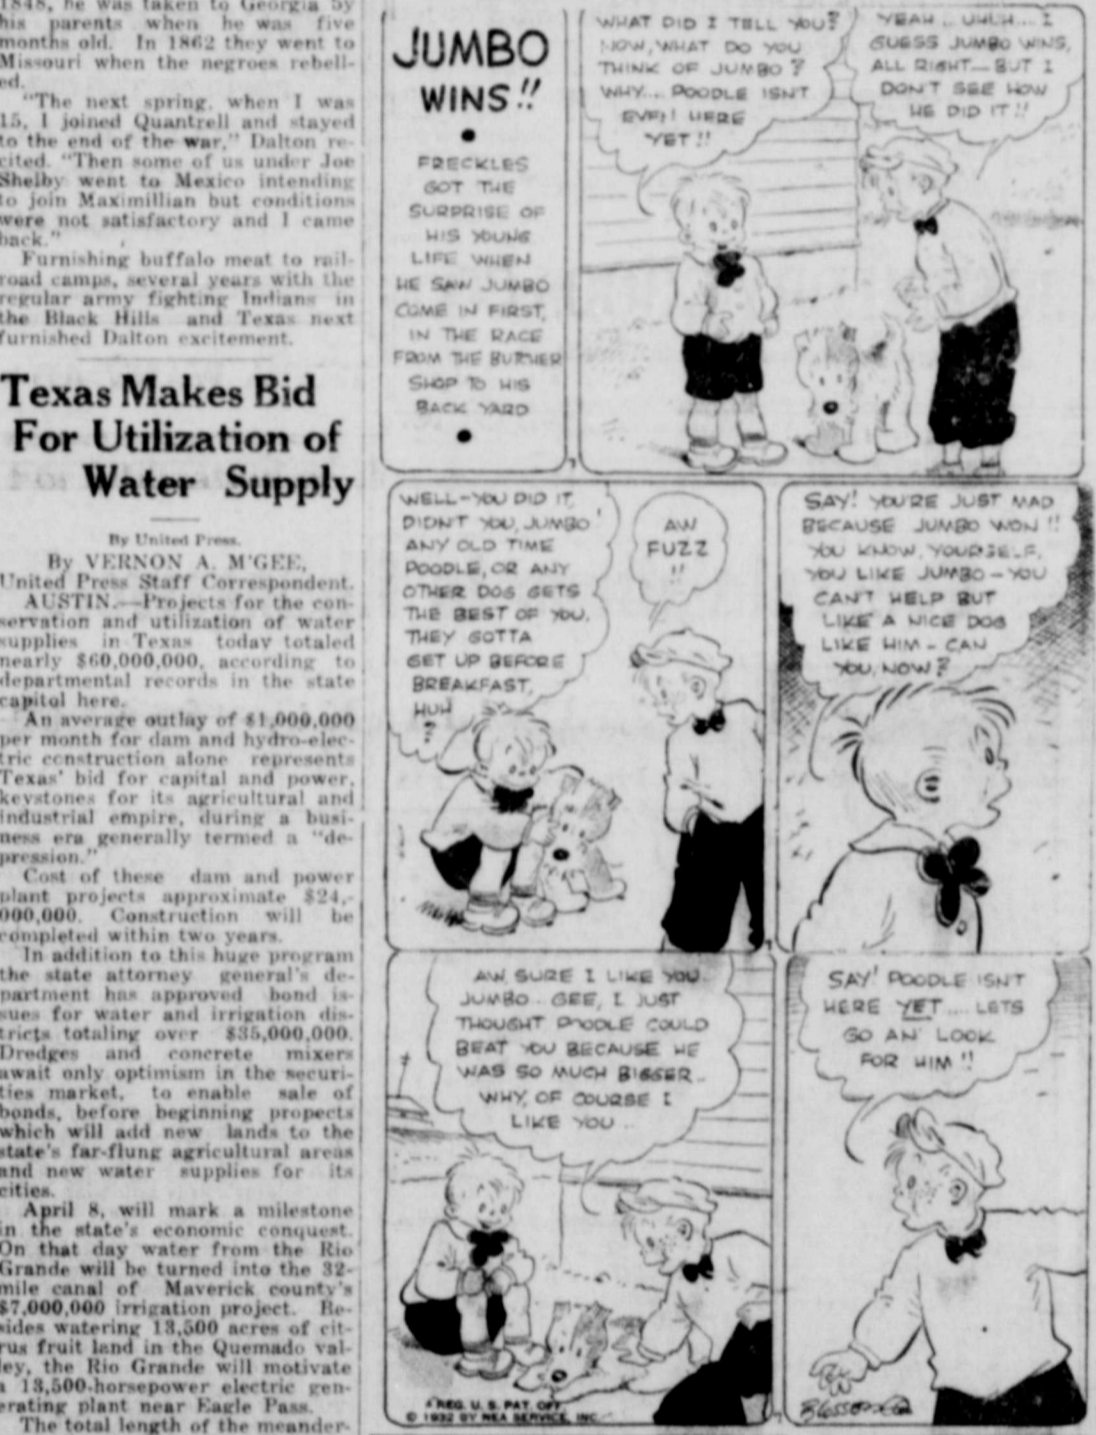 1848, he was taken to Georgia by
his parents when he was five
months old. In 1862 they went to
Missouri when the negroes rebell-
ed.
"The next spring, when I was
15, I joined Quantrell and stayed
to the end of the war," Dalton re-
cited. "Then some of us under Joe
Shelby went to Mexico intending
to join Maximillian but conditions
were not satisfactory and I came
back."
Furnishing buffalo meat to rail-
road camps, several years with the
regular army fighting Indians in
the Black Hills and Texas next
furnished Dalton excitement.
Texas Makes Bid
For Utilization of
Water Supply
By United Press.
By VERNON A. M'GEE,
United Press Staff Correspondent.
AUSTIN.—Projects for the con-
servation and utilization of water
supplies in Texas today totaled
nearly $60,000,000, according to
departmental records in the state
capitol here.
An average outlay of $1,000,000
per month for dam and hydro-elec-
tric construction alone represents
Texas' bid for capital and power,
keystones for its agricultural and
industrial empire, during a busi-
ness era generally termed a "de-
pression."
Cost of these dam and power
plant projects approximate $24,-
000,000. Construction will be
completed within two years.
In addition to this huge program
the state attorney general's de-
partment has approved bond is-
sues for water and irrigation dis-
tricts totaling over $35,000,000.
Dredges and concrete mixers
await only optimism in the securi-
ties market, to enable sale of
bonds, before beginning propects
which will add new lands to the
state's far-flung agricultural areas
and new water supplies for its
cities.
April 8, will mark a milestone
in the state's economic conquest.
On that day water from the Rio
Grande will be turned into the 32-
mile canal of Maverick county's
$7,000,000 irrigation project. Be-
sides watering 13,500 acres of cit-
rus fruit land in the Quemado val-
ley, the Rio Grande will motivate
a 13,500-horsepower electric gen-
erating plant near Eagle Pass.
The total length of the meander-
JUMBO
WINS!!
FRECKLES
GOT THE
SURPRISE OF
HIS YOUNG
LIFE WHEN
HE SAW JUMBO
COME IN FIRST,
IN THE RACE
FROM THE BUTCHER
SHOP TO HIS
BACK YARD
WHAT DID I TELL YOU?
NOW, WHAT DO YOU
THINK OF JUMBO?
WHY... POODLE ISN'T
EVEN HERE
YET!!
YEAH.. UHUH.... I
GUESS JUMBO WINS,
ALL RIGHT—BUT I
DON'T SEE HOW
HE DID IT!!
WELL-YOU DID IT,
DIDN'T YOU, JUMBO!
ANY OLD TIME
POODLE, OR ANY
OTHER DOG GETS
THE BEST OF YOU,
THEY GOTTA
GET UP BEFORE
BREAKFAST,
HUH
?
AW
FUZZ
!!
SAY! YOU'RE JUST MAD
BECAUSE JUMBO WON!!
YOU KNOW, YOURSELF,
YOU LIKE JUMBO-YOU
CAN'T HELP BUT
LIKE A NICE DOG
LIKE HIM-CAN
YOU, NOW?
AW, SURE I LIKE YOU
JUMBO.. GEE, I JUST
THOUGHT POODLE COULD
BEAT YOU BECAUSE HE
WAS SO MUCH BIGGER..
WHY, OF COURSE I
LIKE YOU..
REG. U. S. PAT. OFF.
© 1932 BY NEA SERVICE, INC.
SAY! POODLE ISN'T
HERE YET.... LETS
GO AN' LOOK
FOR HIM!!
BLOSSER